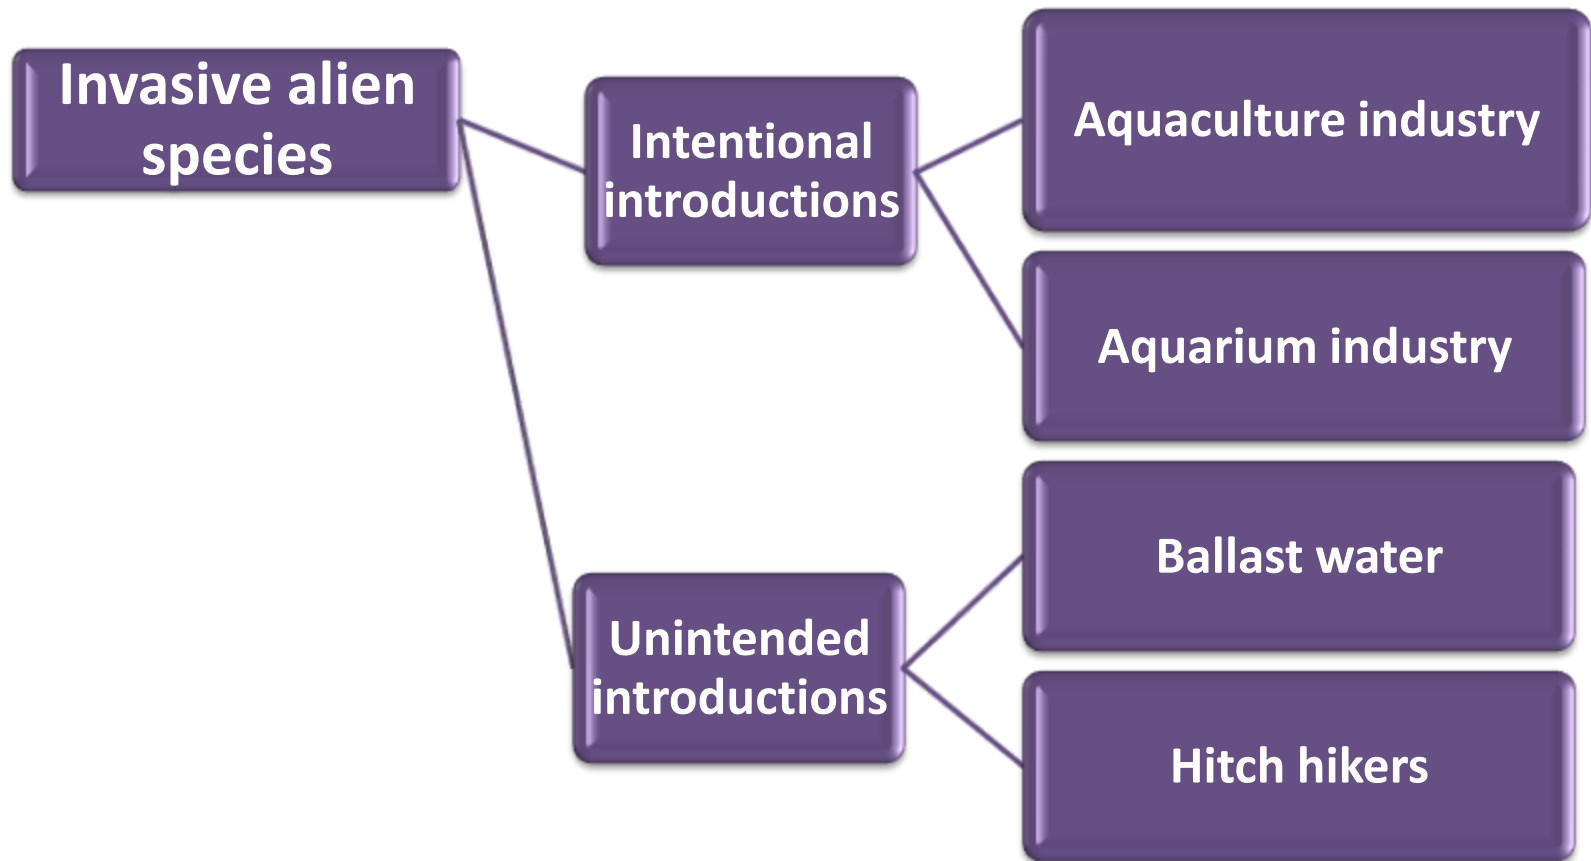 Invasive alien
species
Intentional
introductions
Aquaculture industry
Aquarium industry
Unintended
introductions
Ballast water
Hitch hikers